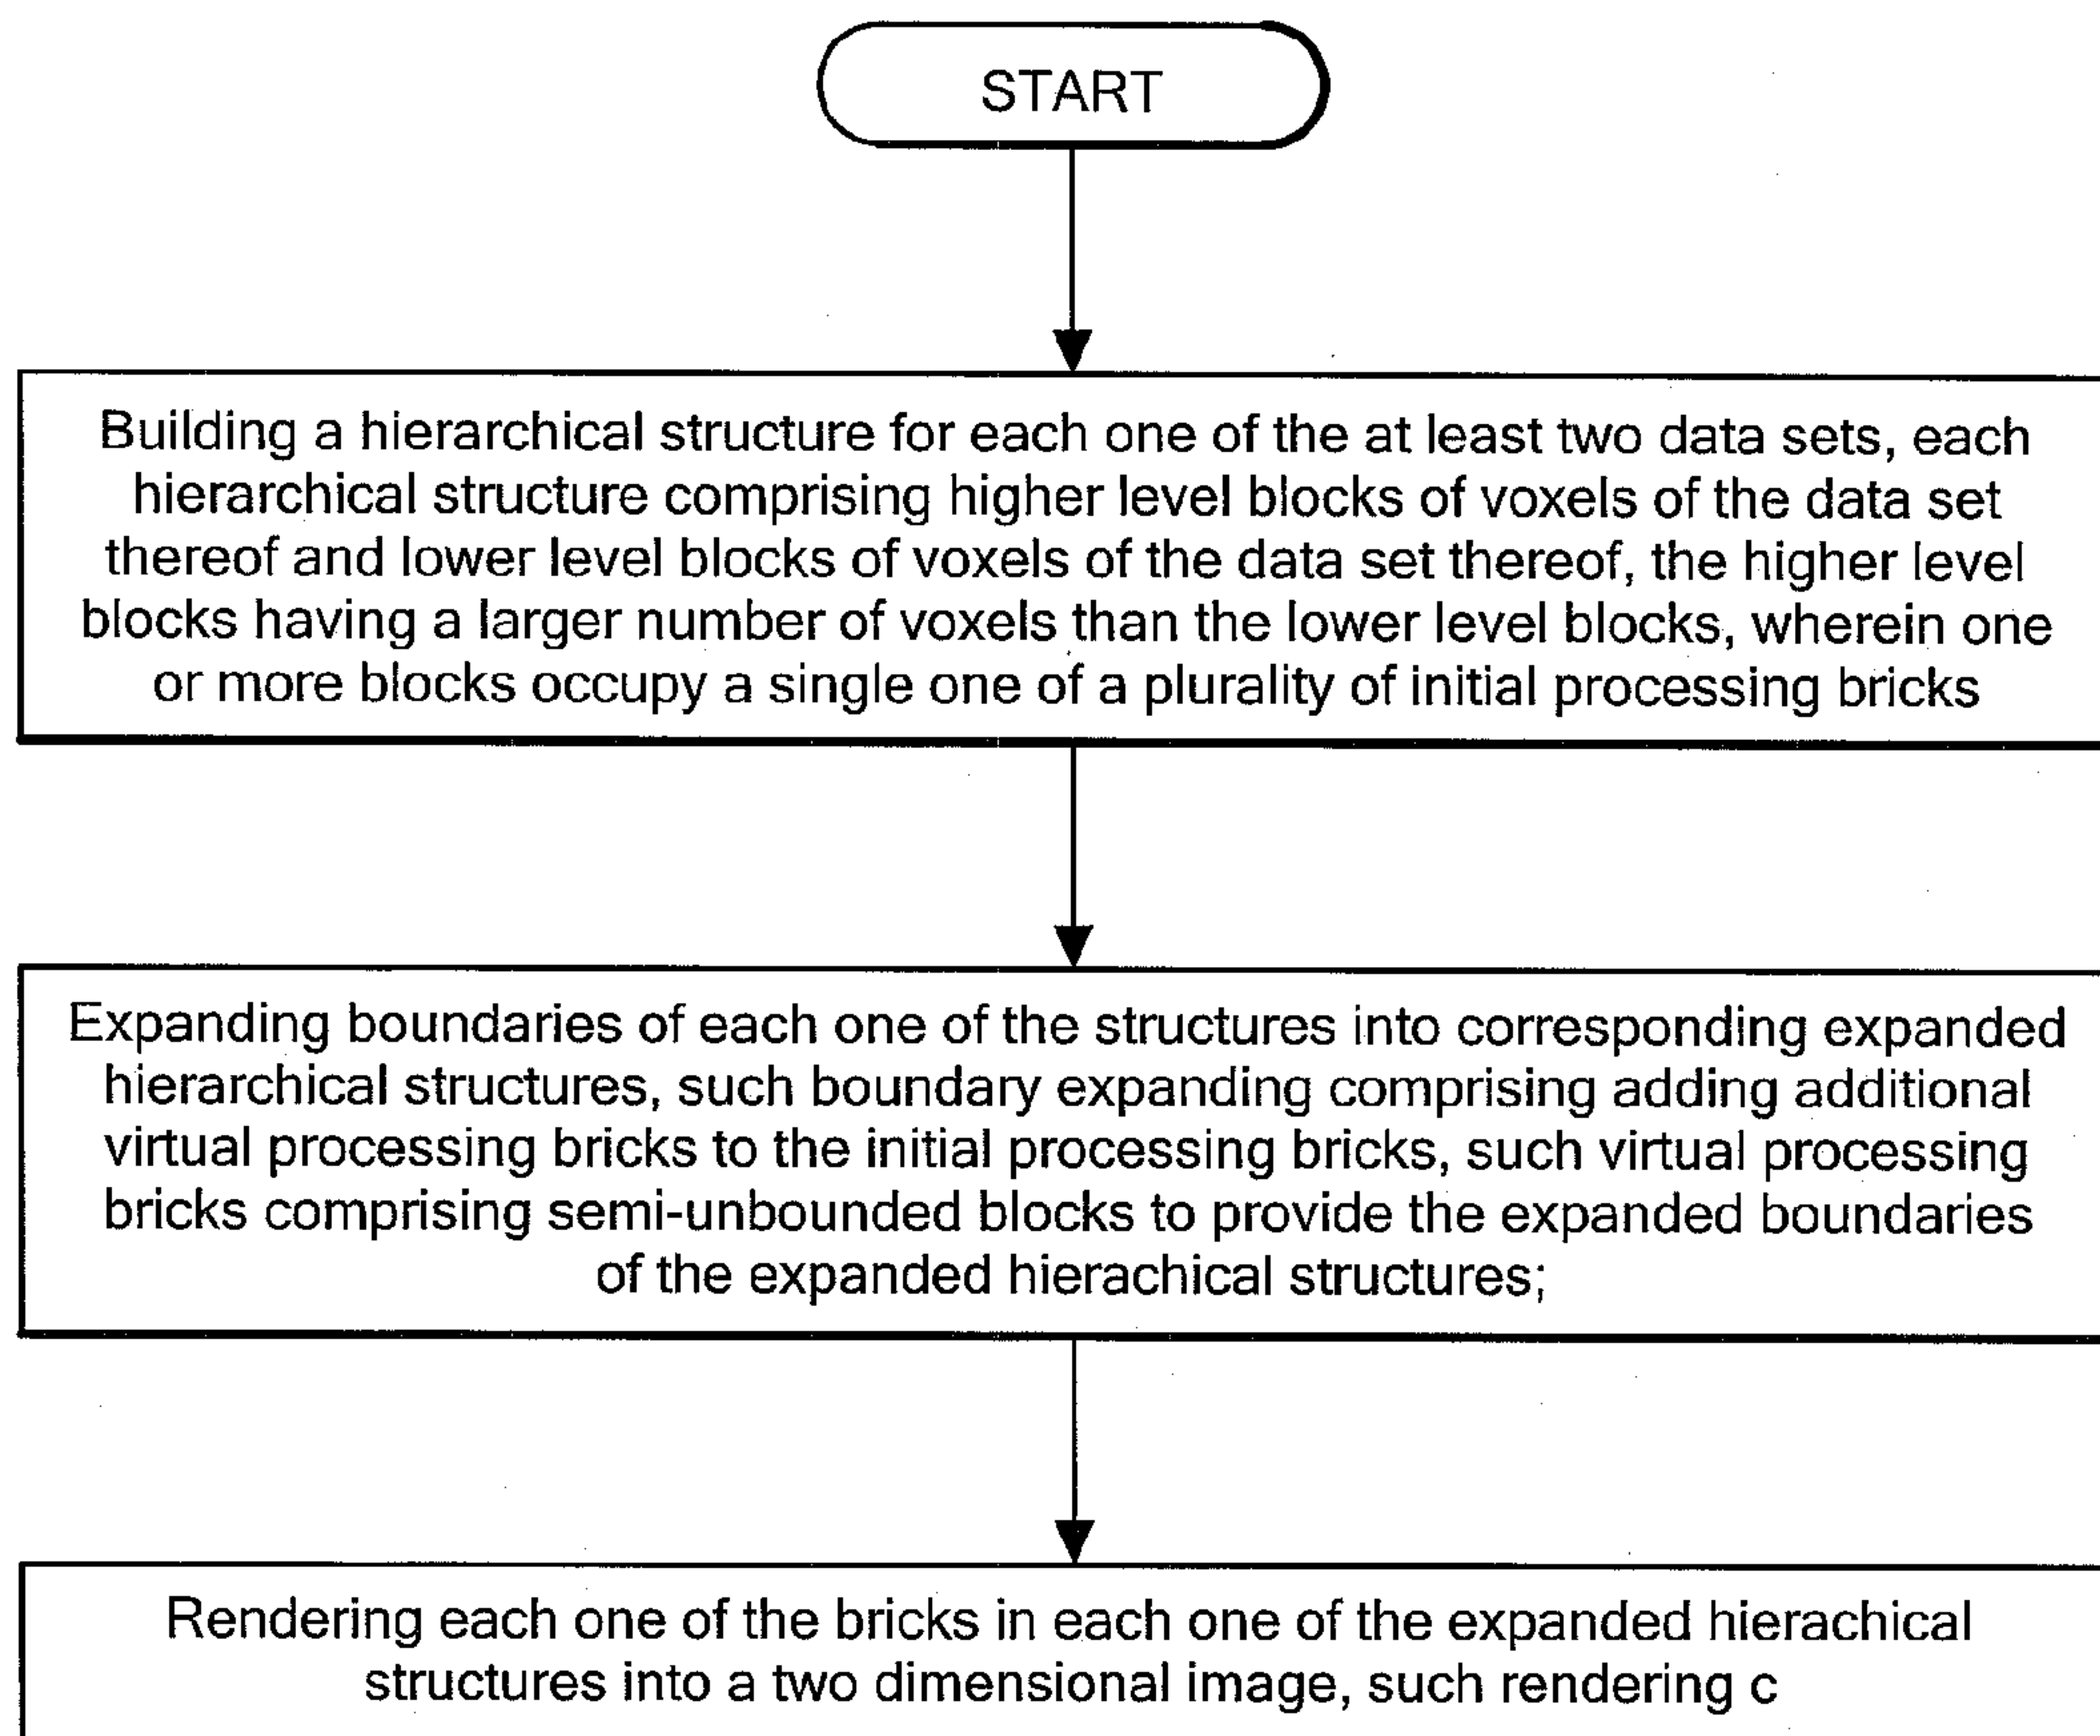 START
Building a hierarchical structure for each one of the at least two data sets, each
hierarchical structure comprising higher level blocks of voxels of the data set
thereof and lower level blocks of voxels of the data set thereof, the higher level
blocks having a larger number of voxels than the lower level blocks, wherein one
or more blocks occupy a single one of a plurality of initial processing bricks
Expanding boundaries of each one of the structures into corresponding expanded
hierarchical structures, such boundary expanding comprising adding additional
virtual processing bricks to the initial processing bricks, such virtual processing
bricks comprising semi-unbounded blocks to provide the expanded boundaries
of the expanded hierachical structures;
Rendering each one of the bricks in each one of the expanded hierachical
structures into a two dimensional image, such rendering c